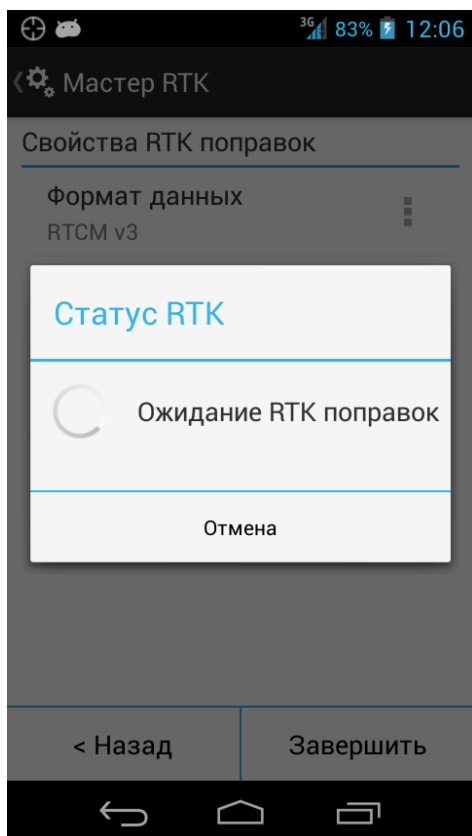 3G 83% 12:06
Мастер RTK
Свойства RTK поправок
Формат данных
RTCM v3
Статус RTK
Ожидание RTK поправок
Отмена
< Назад Завершить